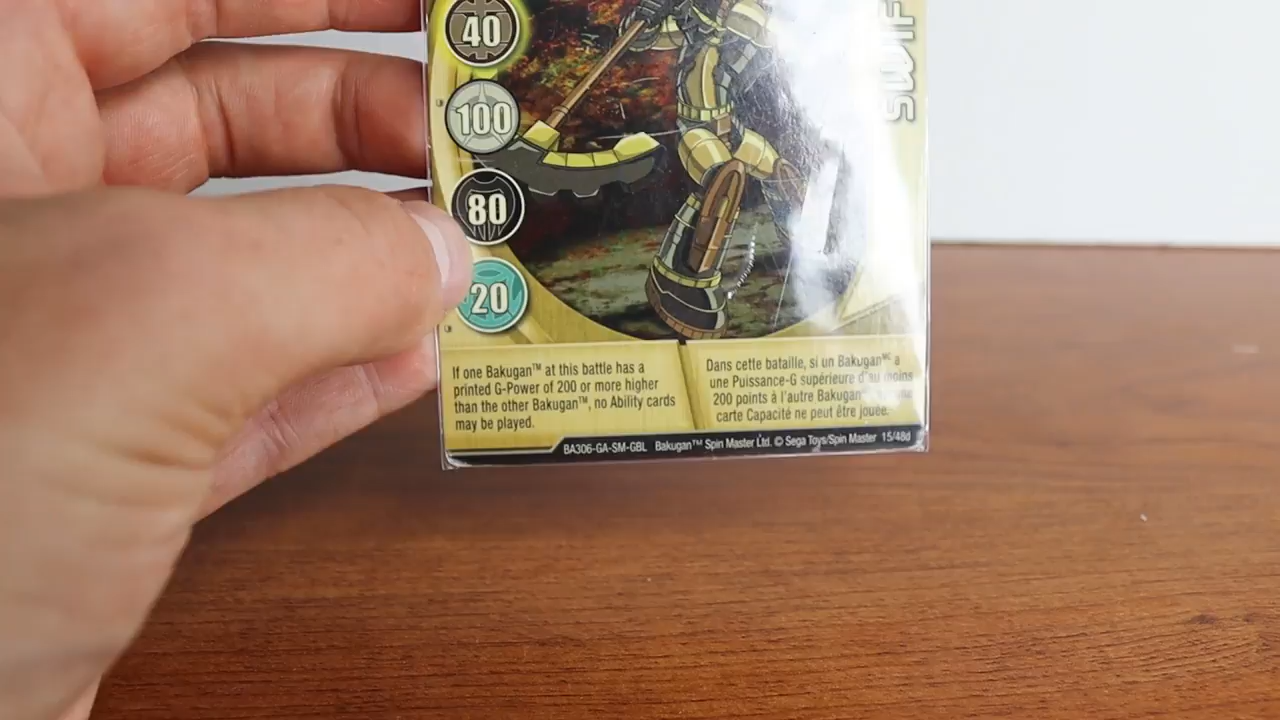 40
100
80
20
SWIF
If one Bakugan™ at this battle has a
printed G-Power of 200 or more higher
than the other Bakugan™, no Ability cards
may be played.
Dans cette bataille, si un Bakugan᙮ᶜ a
une Puissance-G supérieure d'au moins
200 points à l'autre Bakugan
carte Capacité ne peut être jouée.
BA306-GA-SM-GBL Bakugan™ Spin Master Ltd. © Sega Toys/Spin Master 15/48d